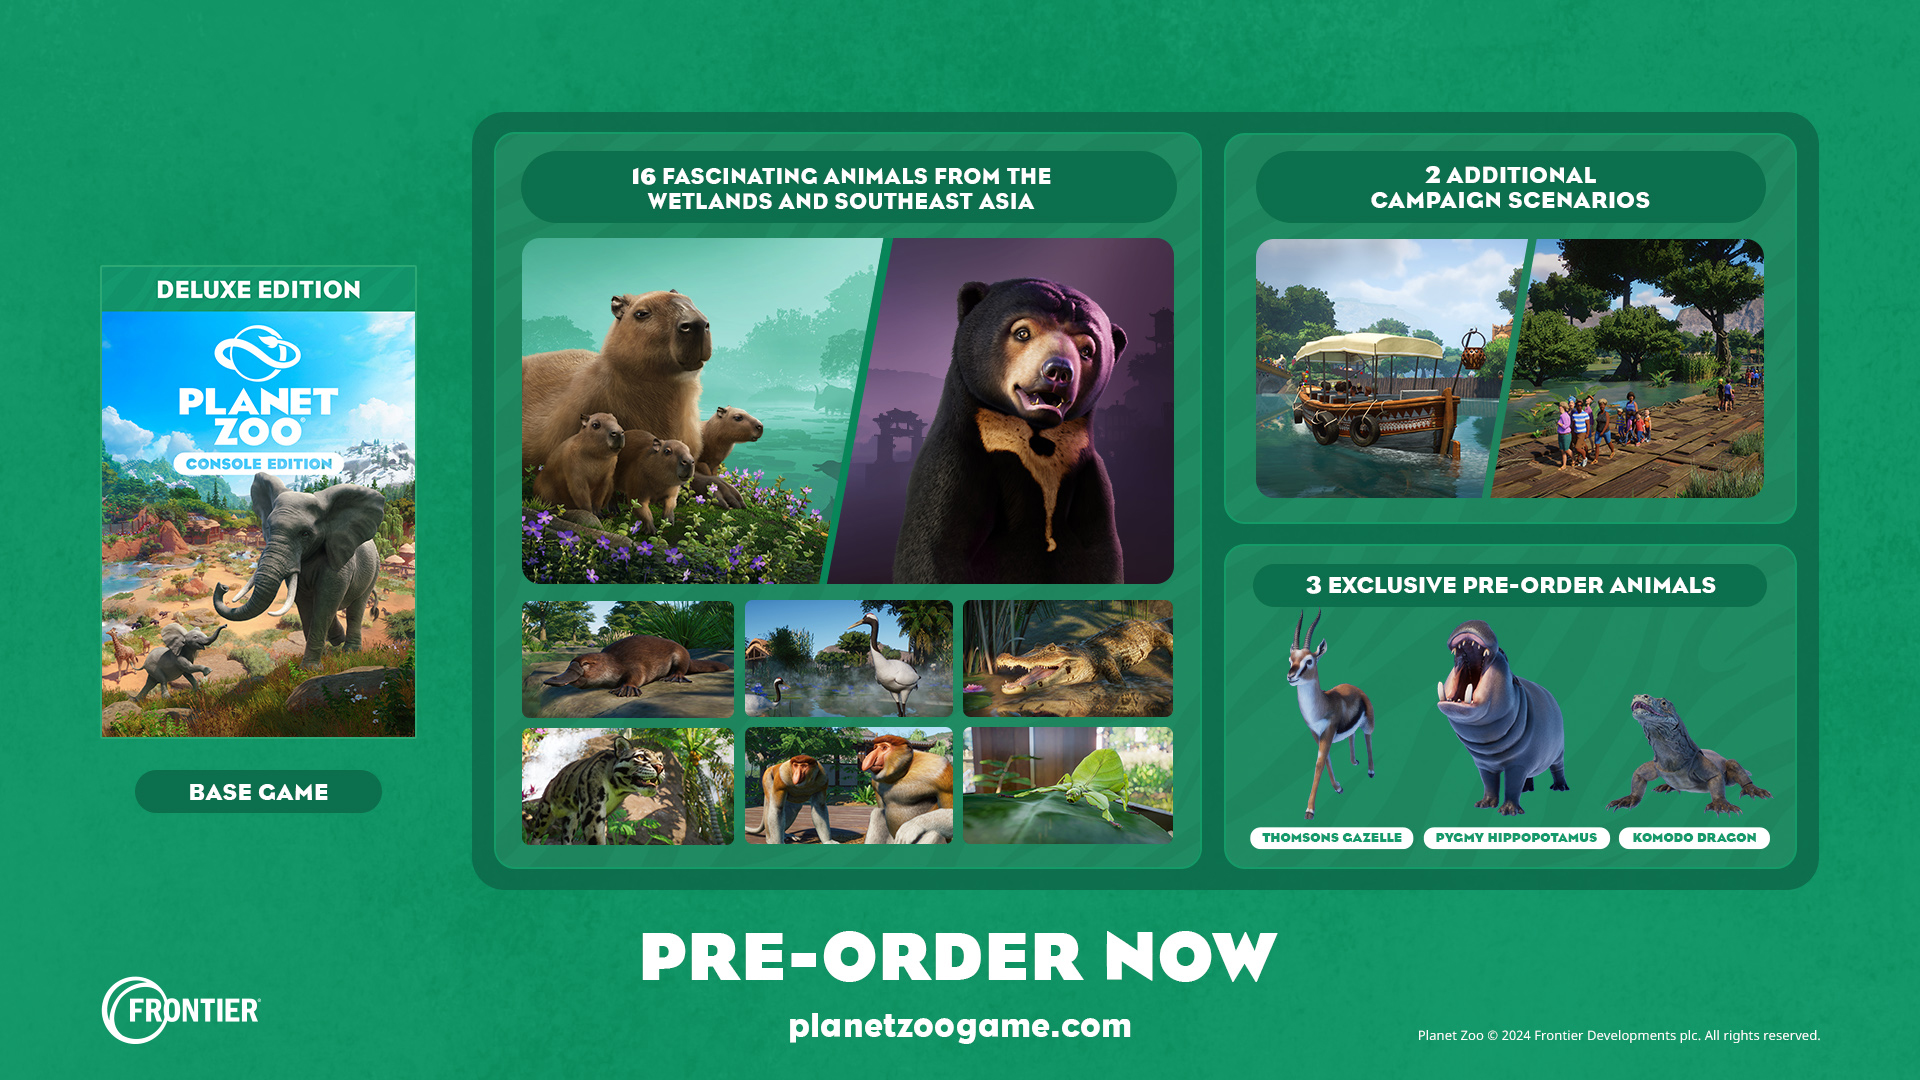 DELUXE EDITION
PLANET
ZOO
CONSOLE EDITION
BASE GAME
16 FASCINATING ANIMALS FROM THE
WETLANDS AND SOUTHEAST ASIA
2 ADDITIONAL
CAMPAIGN SCENARIOS
3 EXCLUSIVE PRE-ORDER ANIMALS
THOMSONS GAZELLE
PYGMY HIPPOPOTAMUS
KOMODO DRAGON
PRE-ORDER NOW
planetzoogame.com
FRONTIER
Planet Zoo © 2024 Frontier Developments plc. All rights reserved.